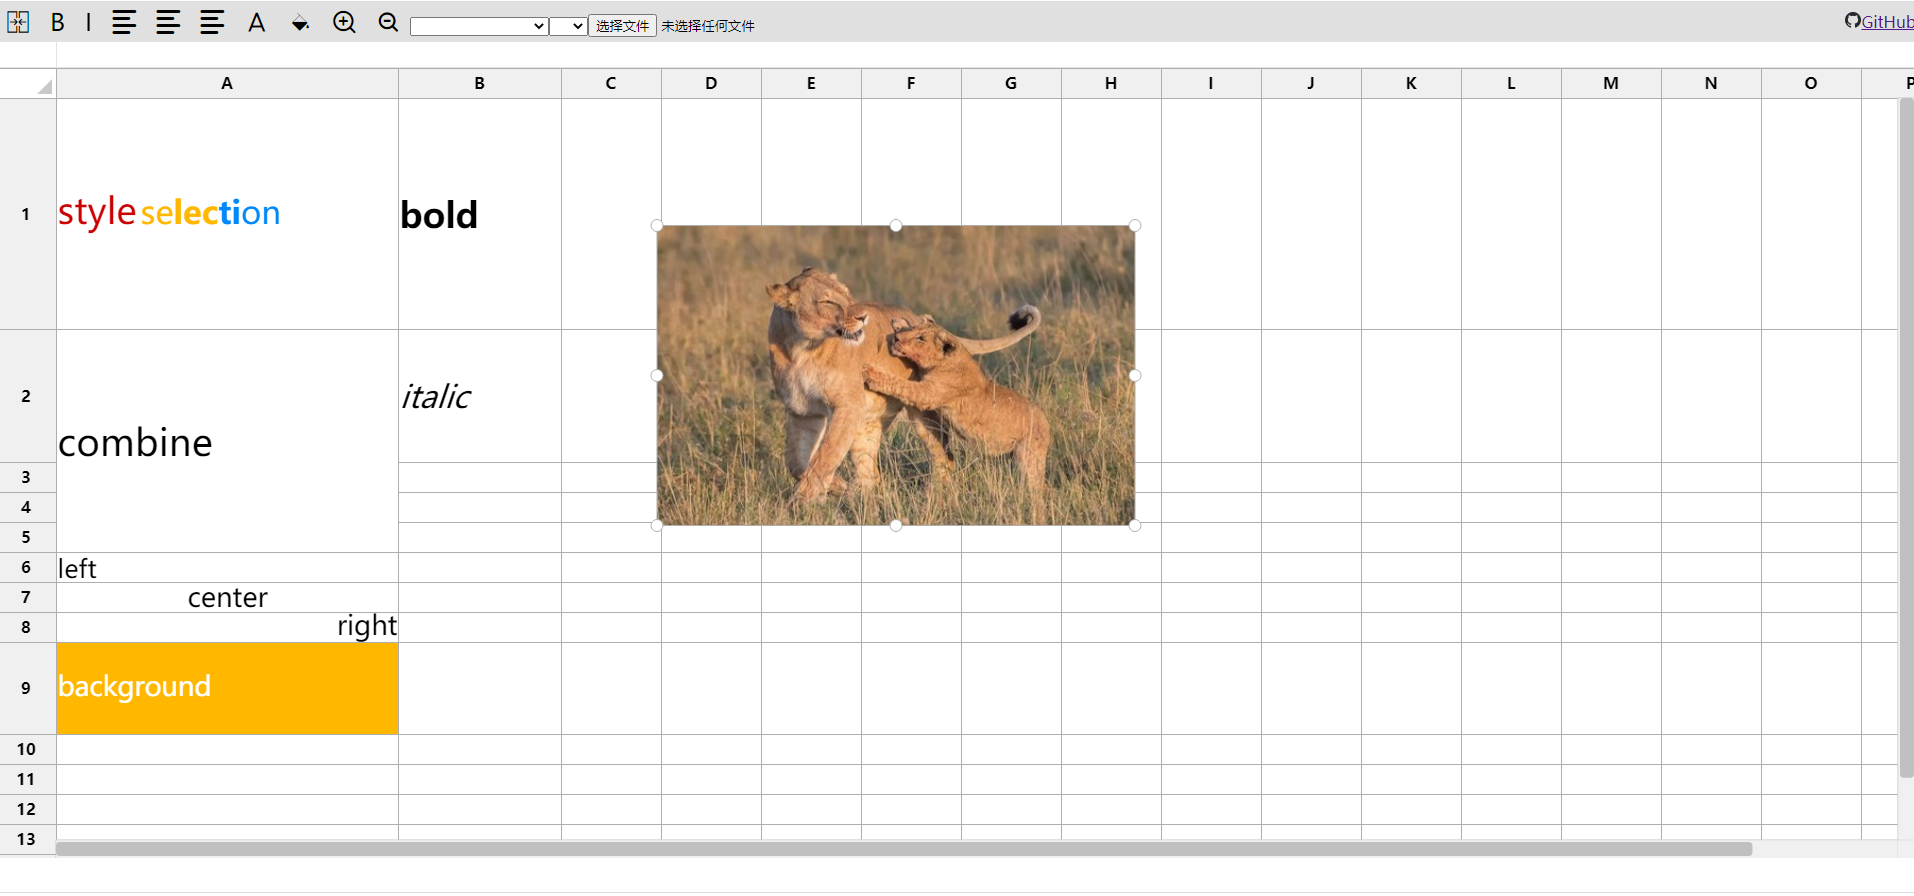 B I A 选择文件 未选择任何文件 GitHub
A B C D E F G H I J K L M N O P
1 style selection bold
2 italic
combine
3
4
5
6 left
7 center
8 right
9 background
10
11
12
13